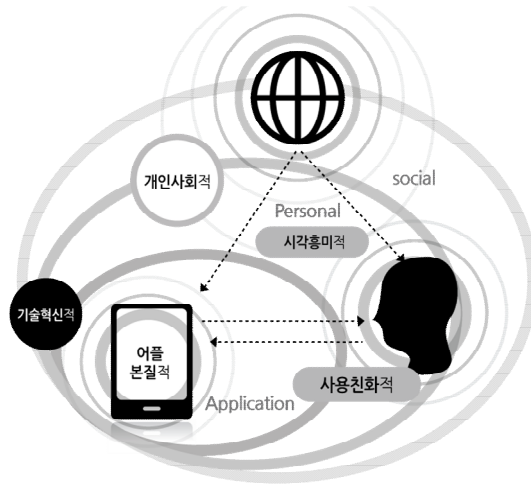 개인사회적
social
Personal
시각흥미적
기술혁신적
어플
본질적
사용친화적
Application